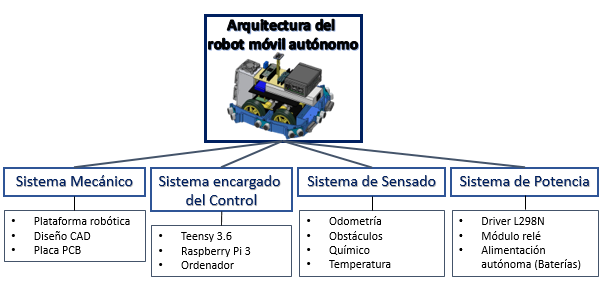 Arquitectura del
robot móvil autónomo
Sistema Mecánico
• Plataforma robótica
• Diseño CAD
• Placa PCB
Sistema encargado
del Control
• Teensy 3.6
• Raspberry Pi 3
• Ordenador
Sistema de Sensado
• Odometría
• Obstáculos
• Químico
• Temperatura
Sistema de Potencia
• Driver L298N
• Módulo relé
• Alimentación
autónoma (Baterías)